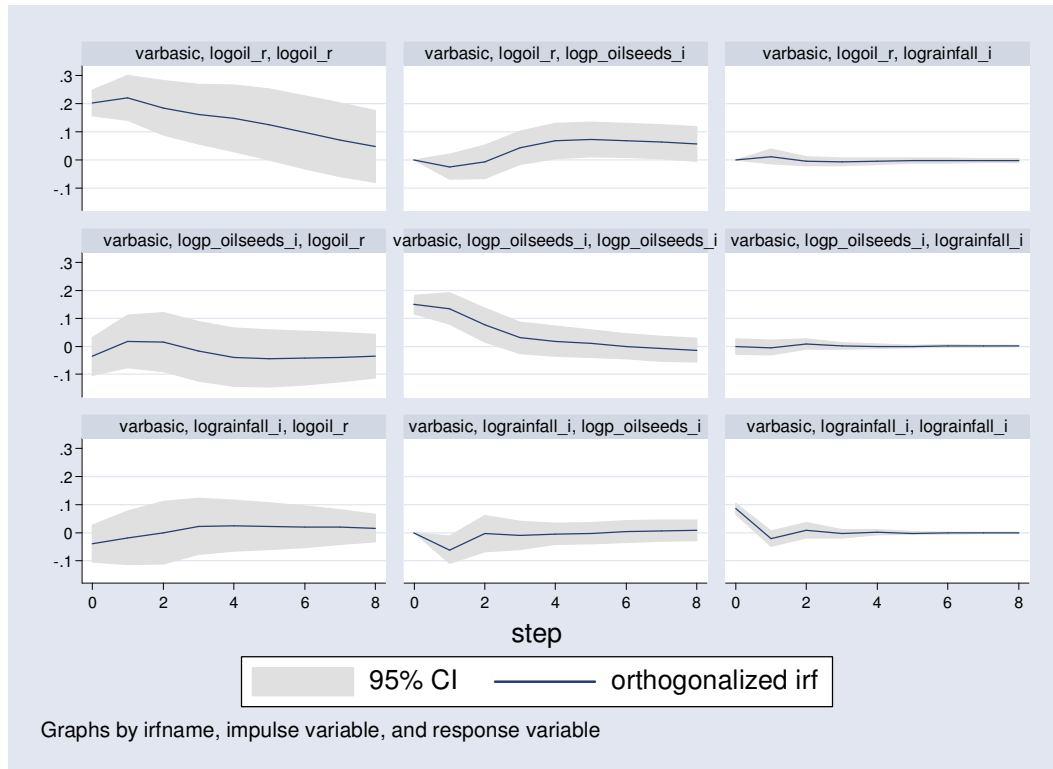 varbasic, logoil_r, logoil_r
varbasic, logoil_r, logp_oilseeds_i
varbasic, logoil_r, lograinfall_i
.3
.2
.1
0
-.1
varbasic, logp_oilseeds_i, logoil_r
varbasic, logp_oilseeds_i, logp_oilseeds_i
varbasic, logp_oilseeds_i, lograinfall_i
.3
.2
.1
0
-.1
varbasic, lograinfall_i, logoil_r
varbasic, lograinfall_i, logp_oilseeds_i
varbasic, lograinfall_i, lograinfall_i
.3
.2
.1
0
-.1
0 2 4 6 8
0 2 4 6 8
0 2 4 6 8
step
95% CI
orthogonalized irf
Graphs by irfname, impulse variable, and response variable